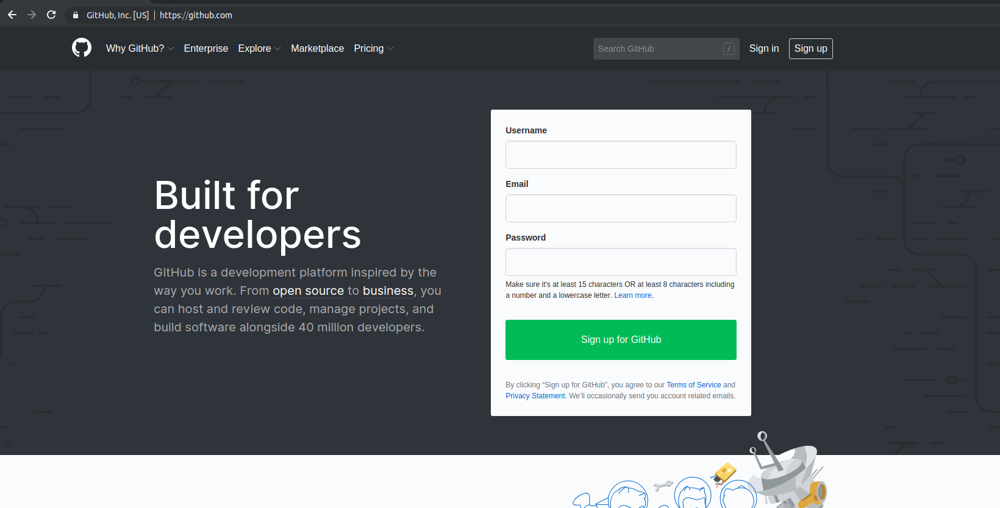 GitHub, Inc. [US] | https://github.com
Why GitHub? Enterprise Explore Marketplace Pricing Search GitHub / Sign in Sign up
Built for
developers
GitHub is a development platform inspired by the
way you work. From open source to business, you
can host and review code, manage projects, and
build software alongside 40 million developers.
Username
Email
Password
Make sure it's at least 15 characters OR at least 8 characters including
a number and a lowercase letter. Learn more.
Sign up for GitHub
By clicking “Sign up for GitHub”, you agree to our Terms of Service and
Privacy Statement. We’ll occasionally send you account related emails.